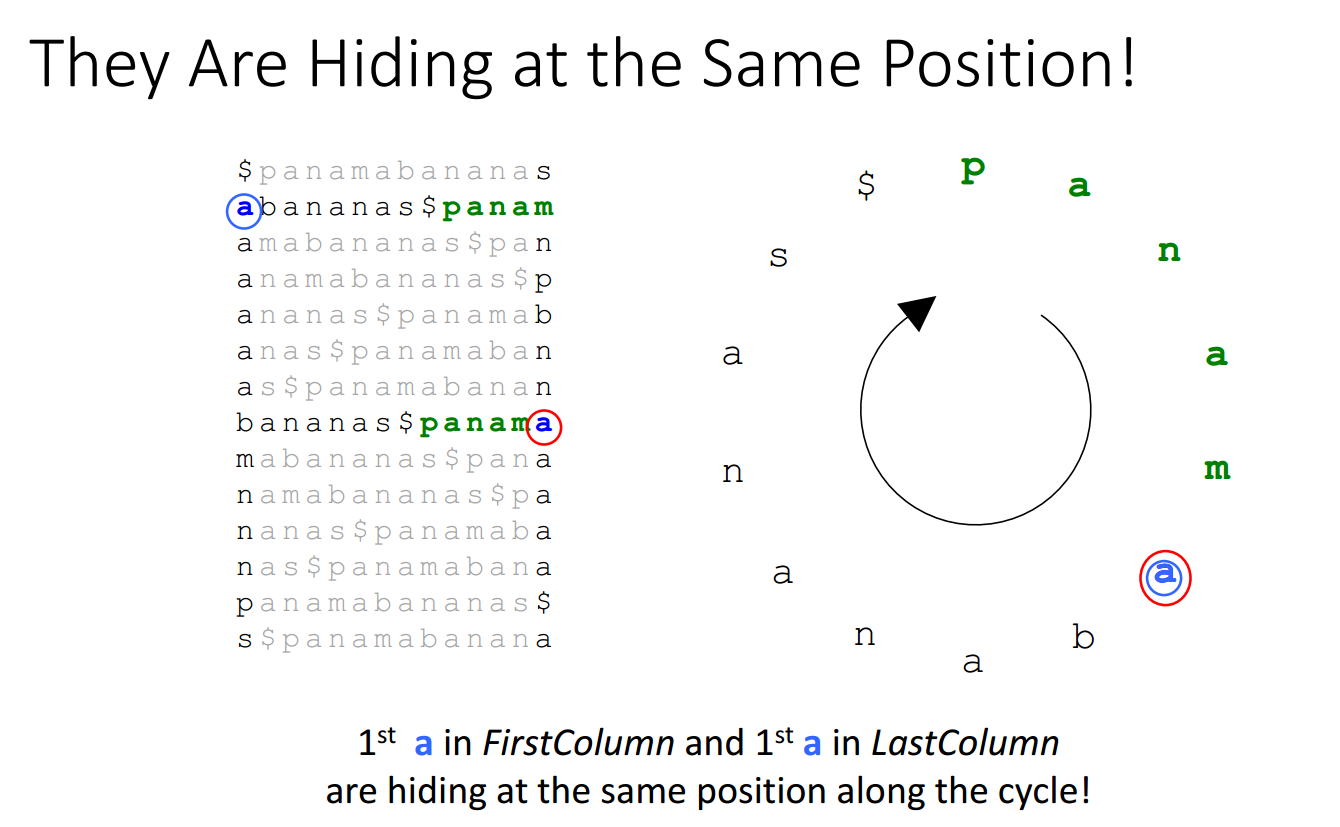 They Are Hiding at the Same Position!
$panamabananas
abananas$panam
amabananas$pan
anamabananas$p
ananas$panamab
anas$panamaban
as$panamabanan
bananas$panama
mabananas$pana
namabananas$pa
nanas$panamaba
nas$panamabana
panamabananas$
s$panamabanana
$ p a
s n
a a
n m
a a
n a b
1st a in FirstColumn and 1st a in LastColumn
are hiding at the same position along the cycle!